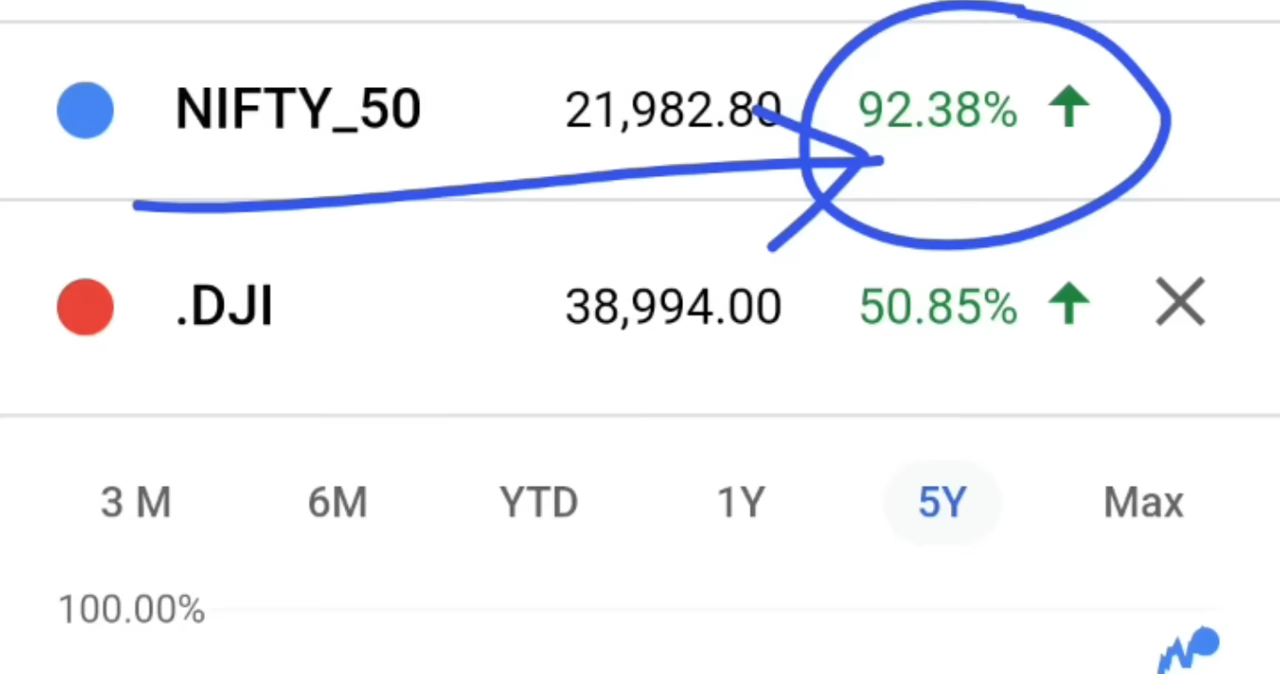 NIFTY_50 21,982.80 92.38%
.DJI 38,994.00 50.85%
3 M 6M YTD 1Y 5Y Max
100.00%